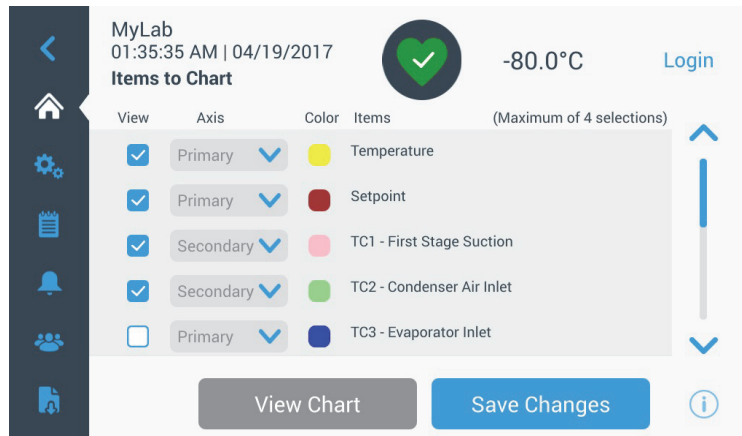 MyLab
01:35:35 AM | 04/19/2017
Items to Chart
-80.0°C
Login
View Axis Color Items (Maximum of 4 selections)
Primary Temperature
Primary Setpoint
Secondary TC1 - First Stage Suction
Secondary TC2 - Condenser Air Inlet
Primary TC3 - Evaporator Inlet
View Chart
Save Changes